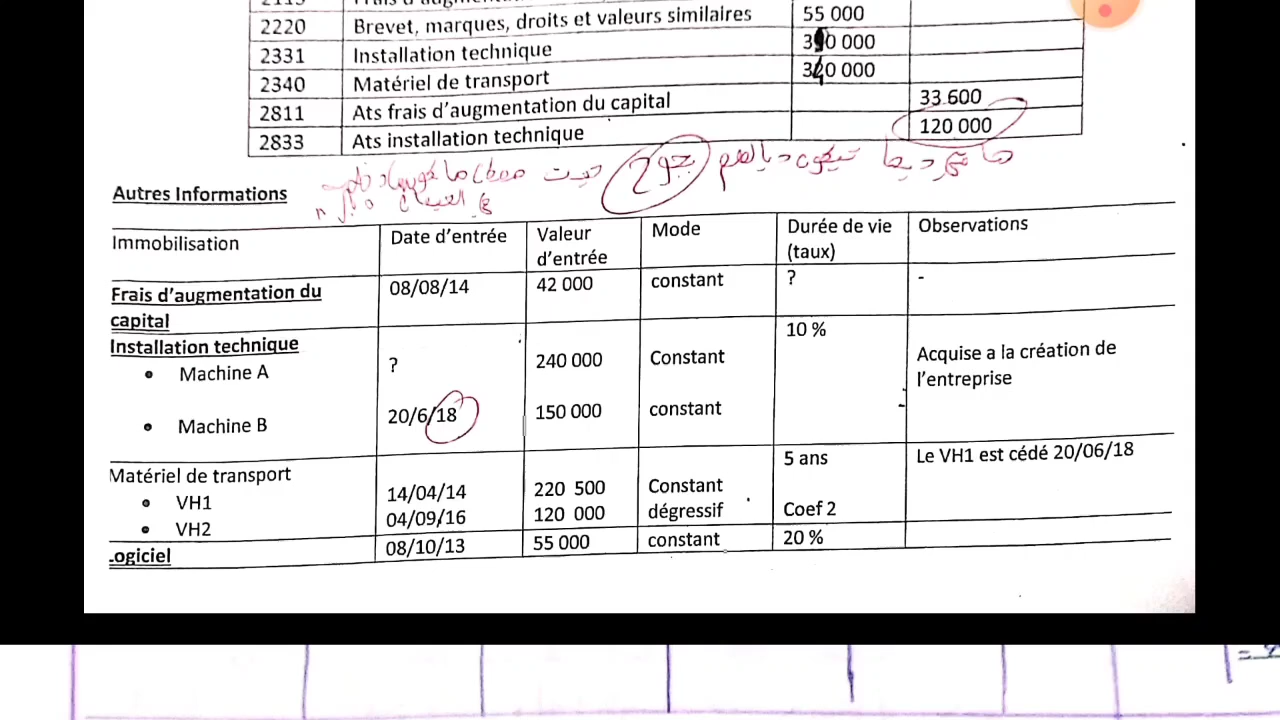 2220 Brevet, marques, droits et valeurs similaires 55 000
2331 Installation technique 390 000
2340 Matériel de transport 340 000
2811 Ats frais d'augmentation du capital 33.600
2833 Ats installation technique 120 000
Autres Informations
Immobilisation Date d'entrée Valeur d'entrée Mode Durée de vie (taux) Observations
Frais d'augmentation du capital 08/08/14 42 000 constant ? -
Installation technique 10 %
• Machine A ? 240 000 Constant Acquise a la création de l'entreprise
• Machine B 20/6/18 150 000 constant -
Matériel de transport 5 ans Le VH1 est cédé 20/06/18
• VH1 14/04/14 220 500 Constant
• VH2 04/09/16 120 000 dégressif Coef 2
.ogiciel 08/10/13 55 000 constant 20 %